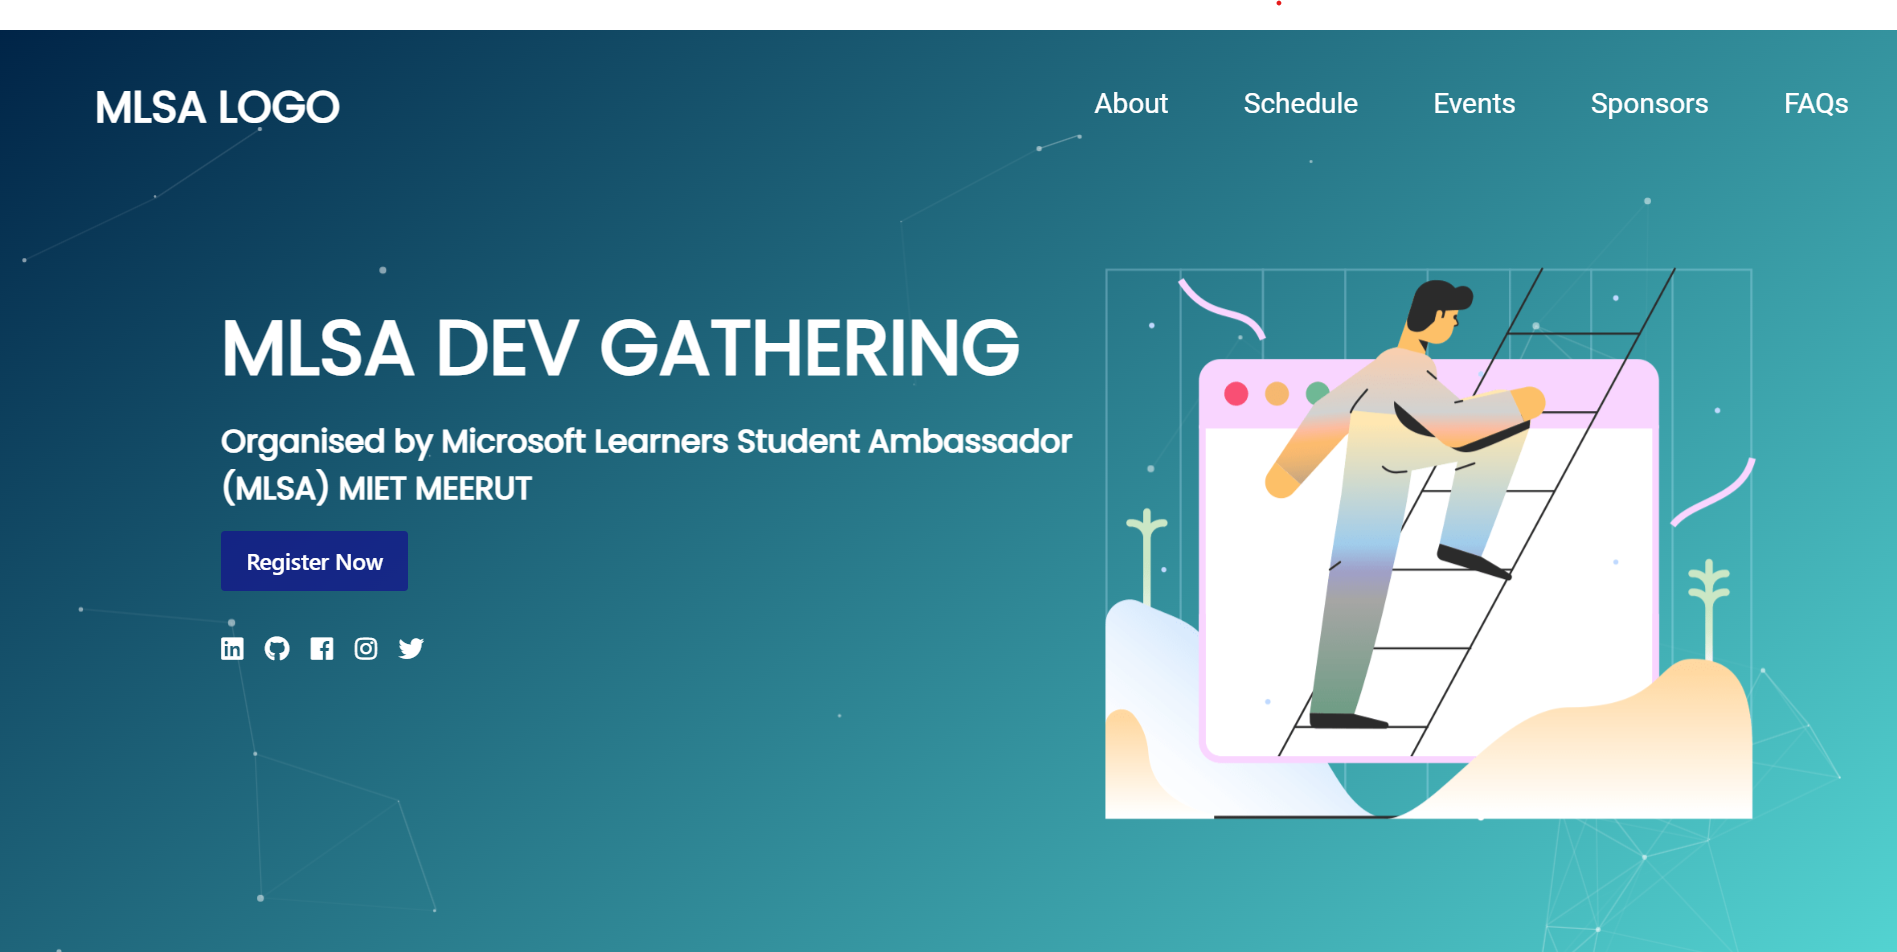 MLSA LOGO
About Schedule Events Sponsors FAQs
MLSA DEV GATHERING
Organised by Microsoft Learners Student Ambassador
(MLSA) MIET MEERUT
Register Now